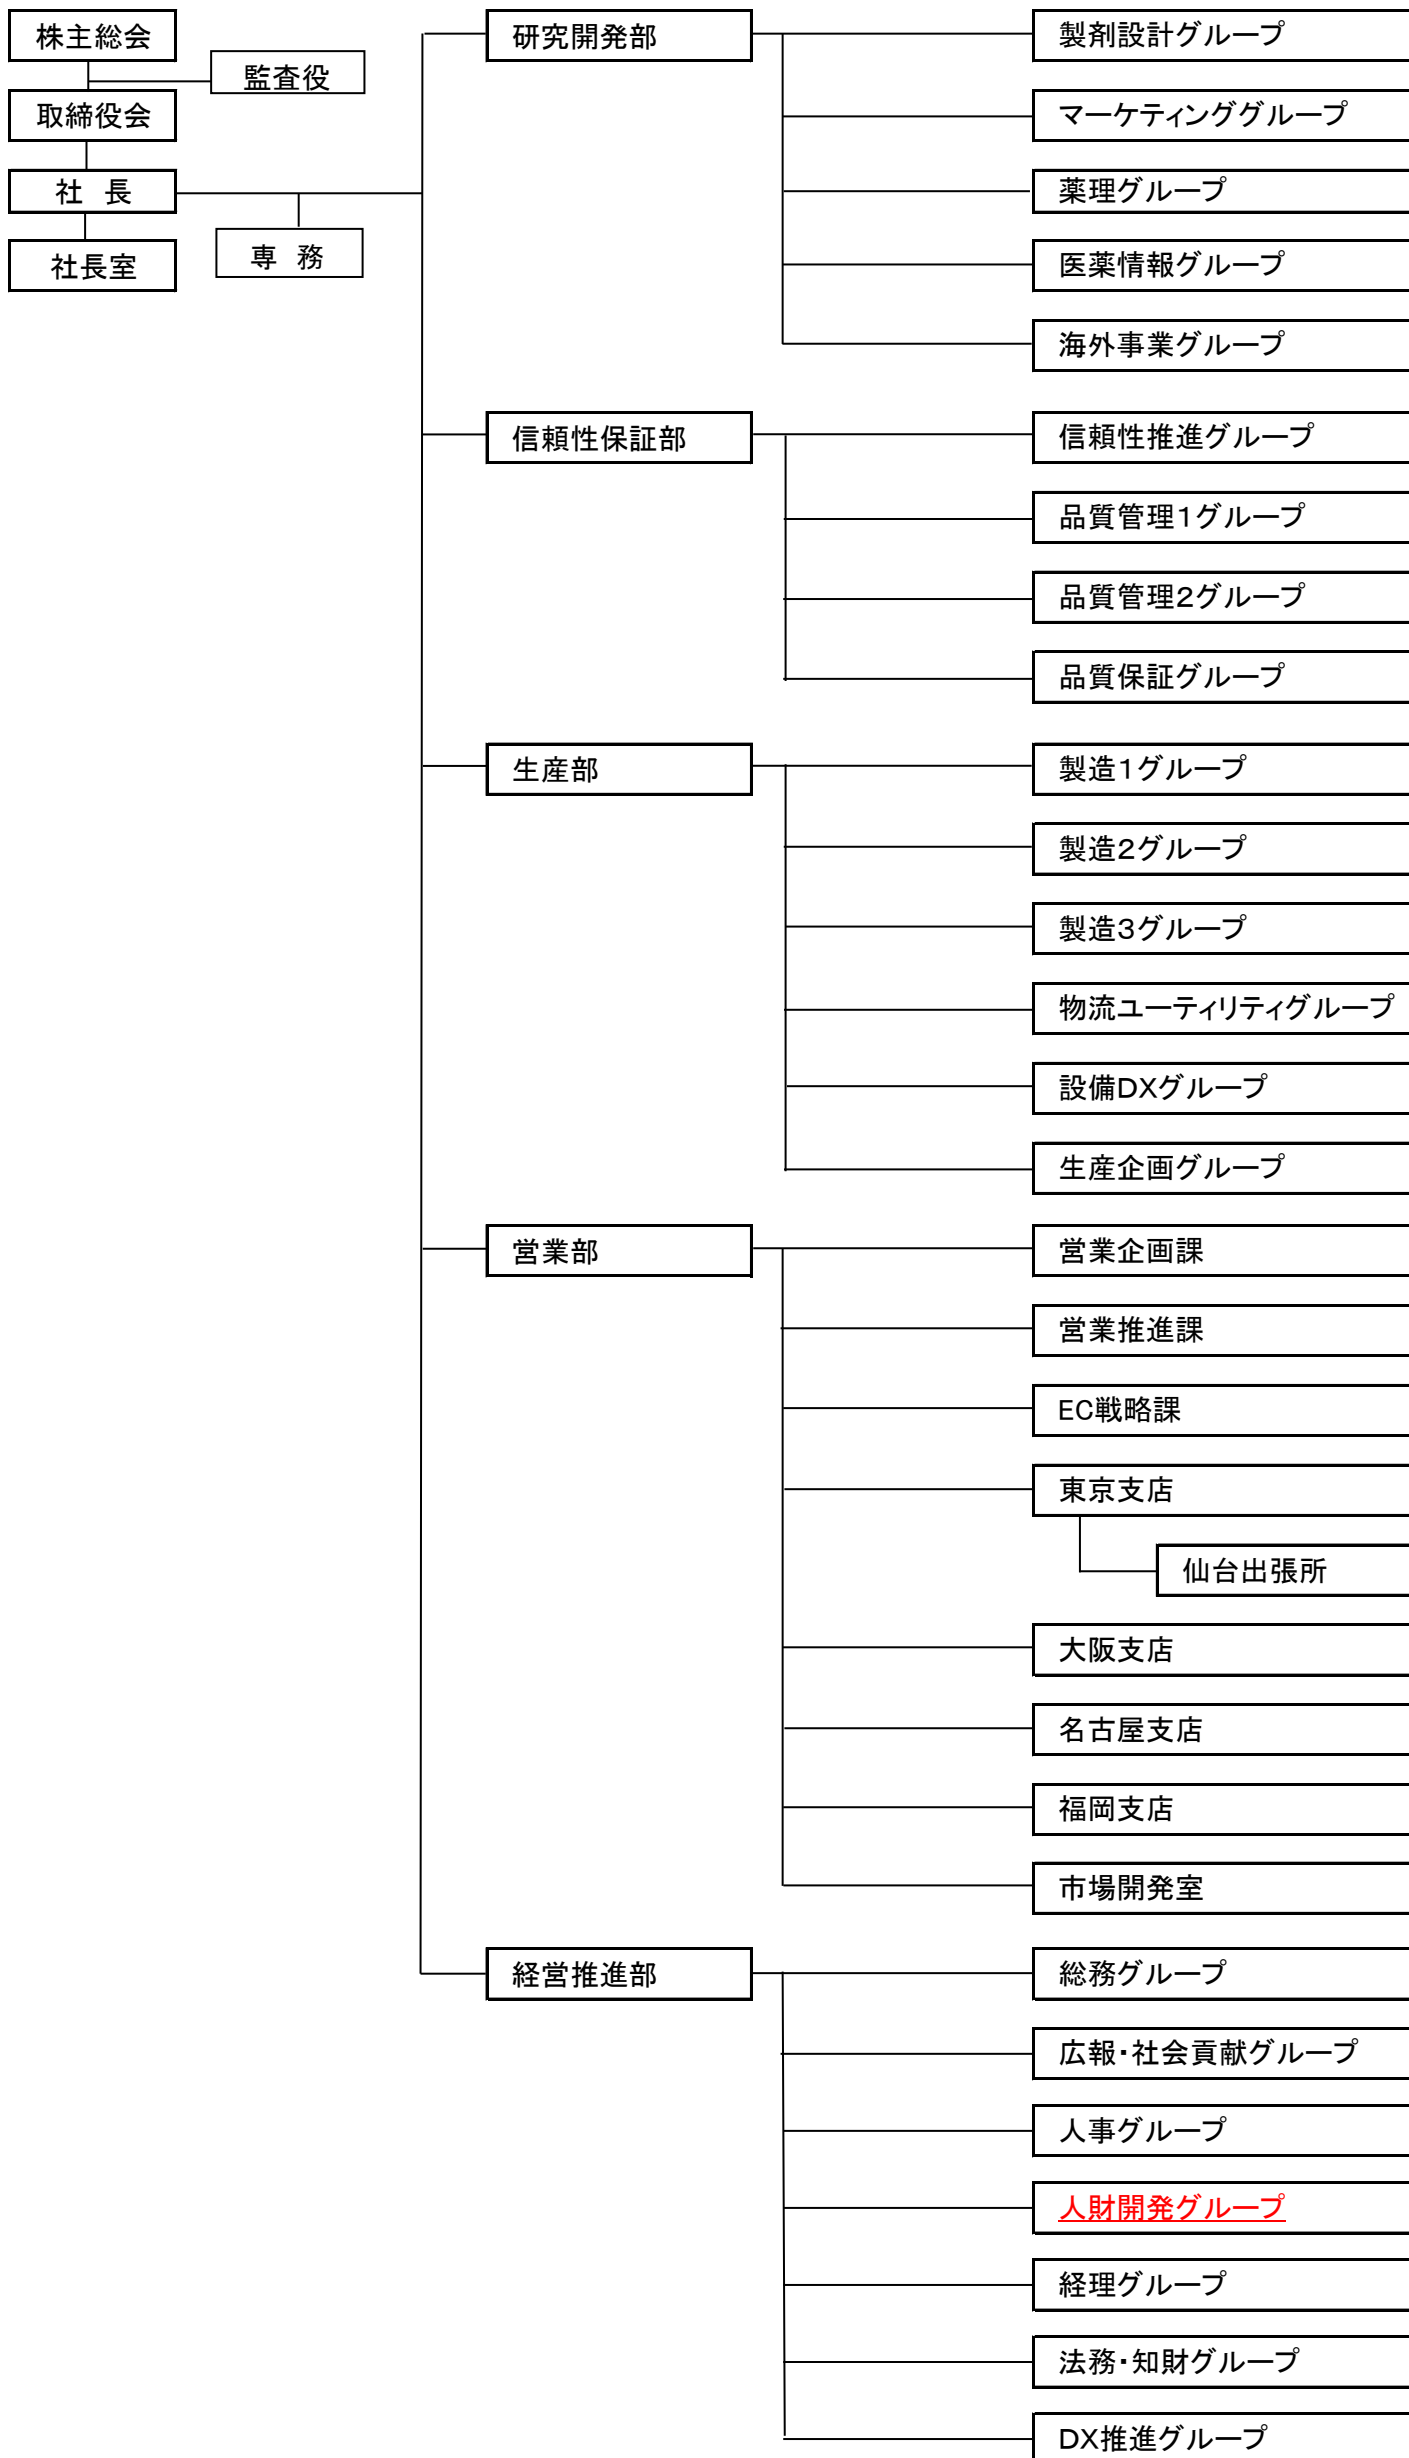 株主総会
監査役
取締役会
社 長
専 務
社長室
研究開発部
製剤設計グループ
マーケティンググループ
薬理グループ
医薬情報グループ
海外事業グループ
信頼性保証部
信頼性推進グループ
品質管理1グループ
品質管理2グループ
品質保証グループ
生産部
製造1グループ
製造2グループ
製造3グループ
物流ユーティリティグループ
設備DXグループ
生産企画グループ
営業部
営業企画課
営業推進課
EC戦略課
東京支店
仙台出張所
大阪支店
名古屋支店
福岡支店
市場開発室
経営推進部
総務グループ
広報・社会貢献グループ
人事グループ
人財開発グループ
経理グループ
法務・知財グループ
DX推進グループ